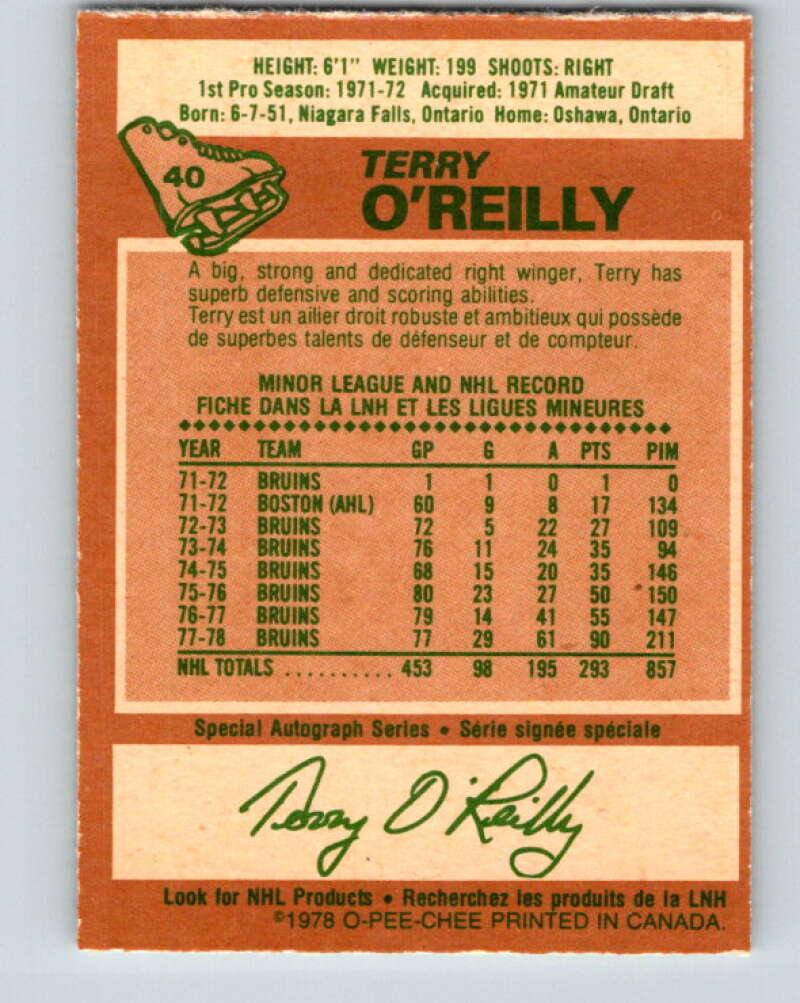 HEIGHT: 6'1" WEIGHT: 199 SHOOTS: RIGHT
1st Pro Season: 1971-72 Acquired: 1971 Amateur Draft
Born: 6-7-51, Niagara Falls, Ontario Home: Oshawa, Ontario
40
TERRY
O'REILLY
A big, strong and dedicated right winger, Terry has
superb defensive and scoring abilities.
Terry est un ailier droit robuste et ambitieux qui possède
de superbes talents de défenseur et de compteur.
MINOR LEAGUE AND NHL RECORD
FICHE DANS LA LNH ET LES LIGUES MINEURES
YEAR TEAM GP G A PTS PIM
71-72 BRUINS 1 1 0 1 0
71-72 BOSTON (AHL) 60 9 8 17 134
72-73 BRUINS 72 5 22 27 109
73-74 BRUINS 76 11 24 35 94
74-75 BRUINS 68 15 20 35 146
75-76 BRUINS 80 23 27 50 150
76-77 BRUINS 79 14 41 55 147
77-78 BRUINS 77 29 61 90 211
NHL TOTALS .......... 453 98 195 293 857
Special Autograph Series • Série signée spéciale
Terry O'Reilly
Look for NHL Products • Recherchez les produits de la LNH
©1978 O-PEE-CHEE PRINTED IN CANADA.